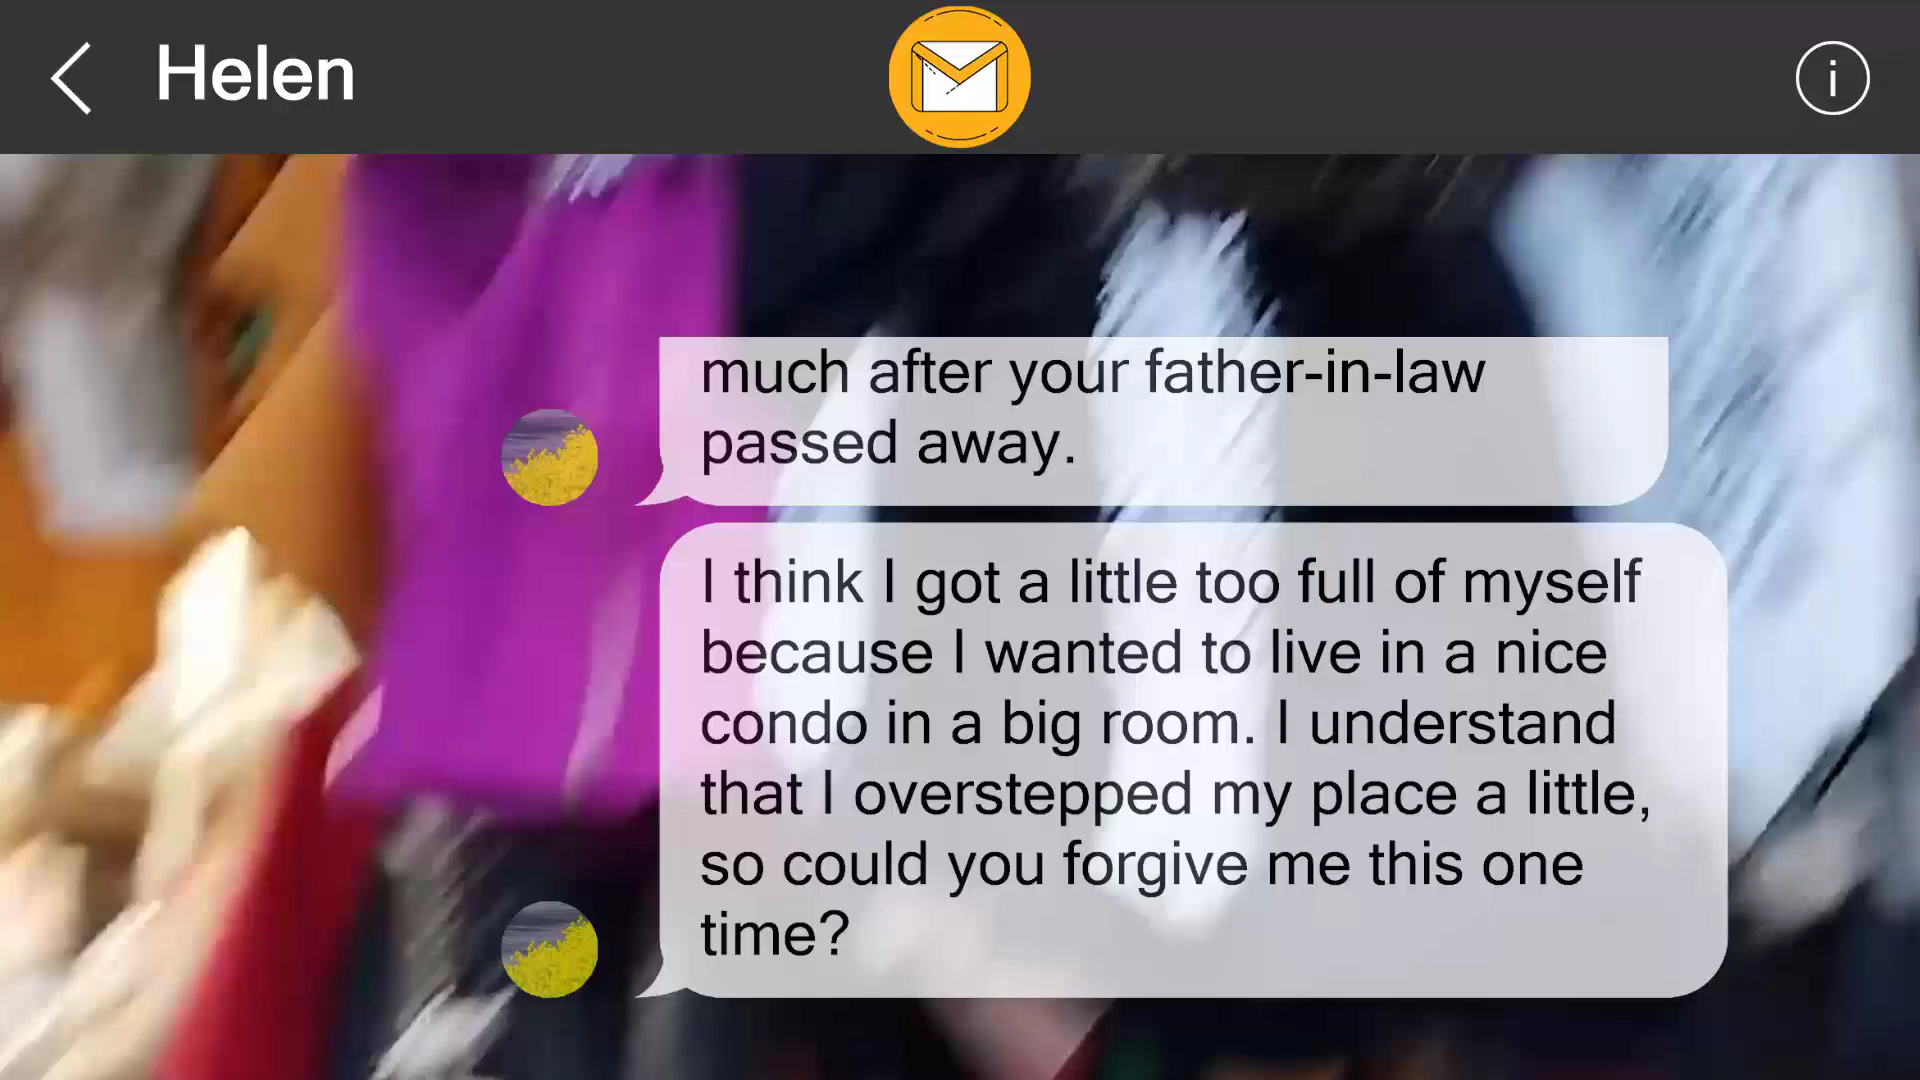 Helen
much after your father-in-law
passed away.
I think I got a little too full of myself
because I wanted to live in a nice
condo in a big room. I understand
that I overstepped my place a little,
so could you forgive me this one
time?